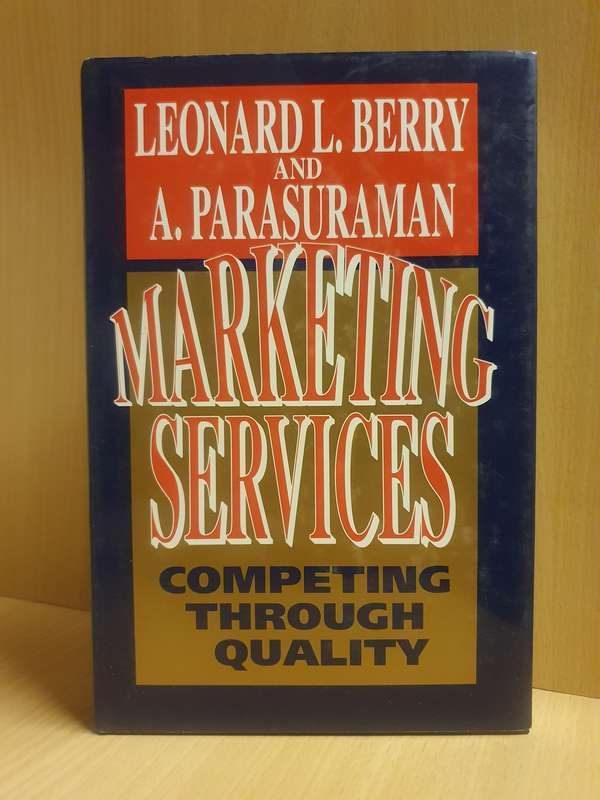 LEONARD L. BERRY
AND
A. PARASURAMAN
MARKETING
SERVICES
COMPETING
THROUGH
QUALITY